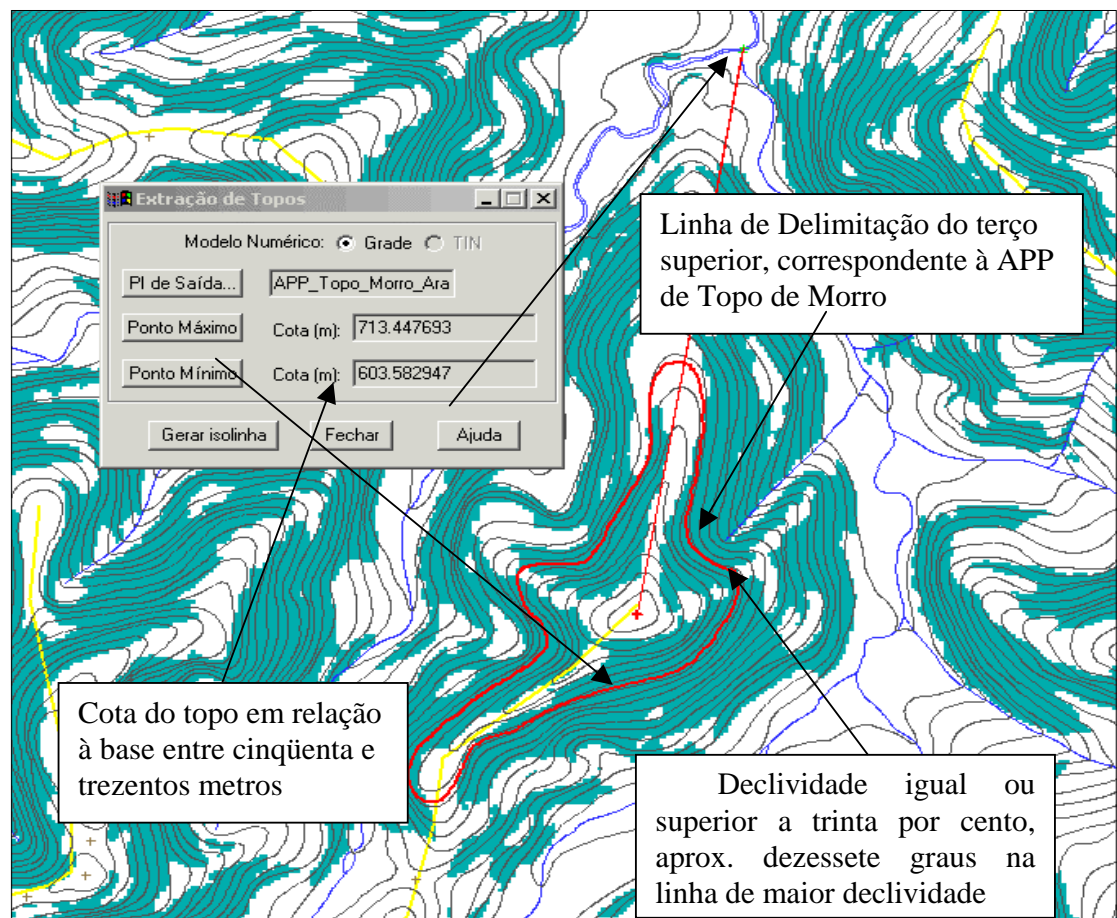 Extração de Topos
Modelo Numérico: Grade TIN
PI de Saída... APP_Topo_Morro_Ara
Ponto Máximo Cota (m): 713.447693
Ponto Mínimo Cota (m): 603.582947
Gerar isolinha Fechar Ajuda
Linha de Delimitação do terço
superior, correspondente à APP
de Topo de Morro
Cota do topo em relação
à base entre cinqüenta e
trezentos metros
Declividade igual ou
superior a trinta por cento,
aprox. dezessete graus na
linha de maior declividade